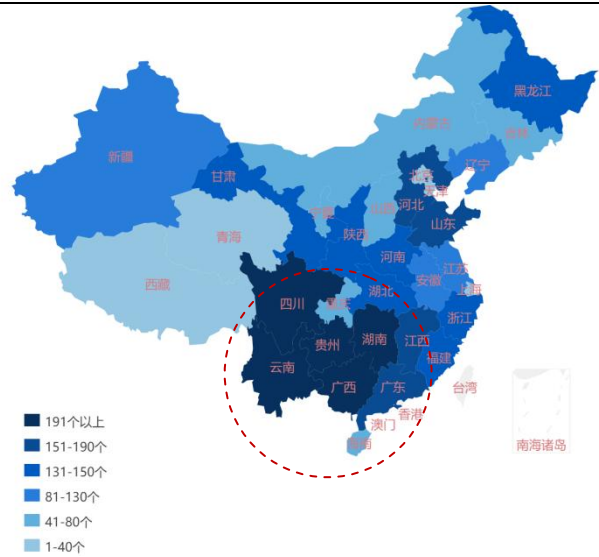 黑龙江
内蒙古
吉林
新疆
辽宁
北京
甘肃
天津
宁夏
山西
河北
山东
青海
陕西
河南
江苏
安徽
西藏
上海
四川
重庆
湖北
浙江
贵州
湖南
江西
云南
福建
广西
广东
台湾
香港
澳门
海南
南海诸岛
191个以上
151-190个
131-150个
81-130个
41-80个
1-40个